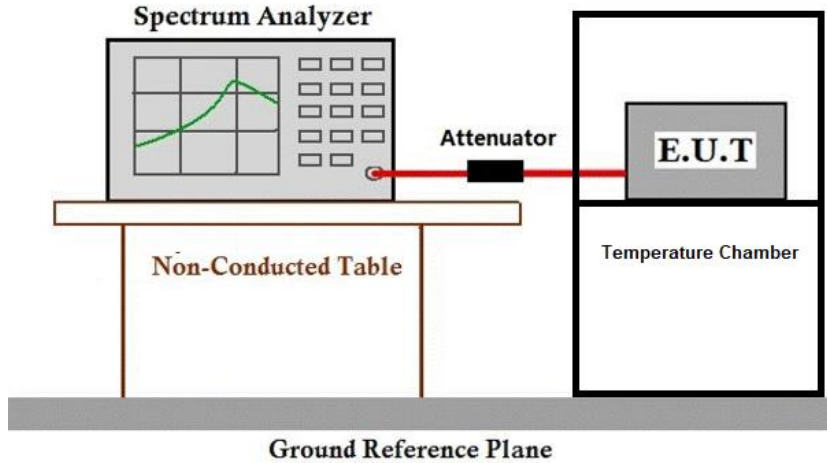 Spectrum Analyzer
Attenuator
E.U.T
Temperature Chamber
Non-Conducted Table
Ground Reference Plane